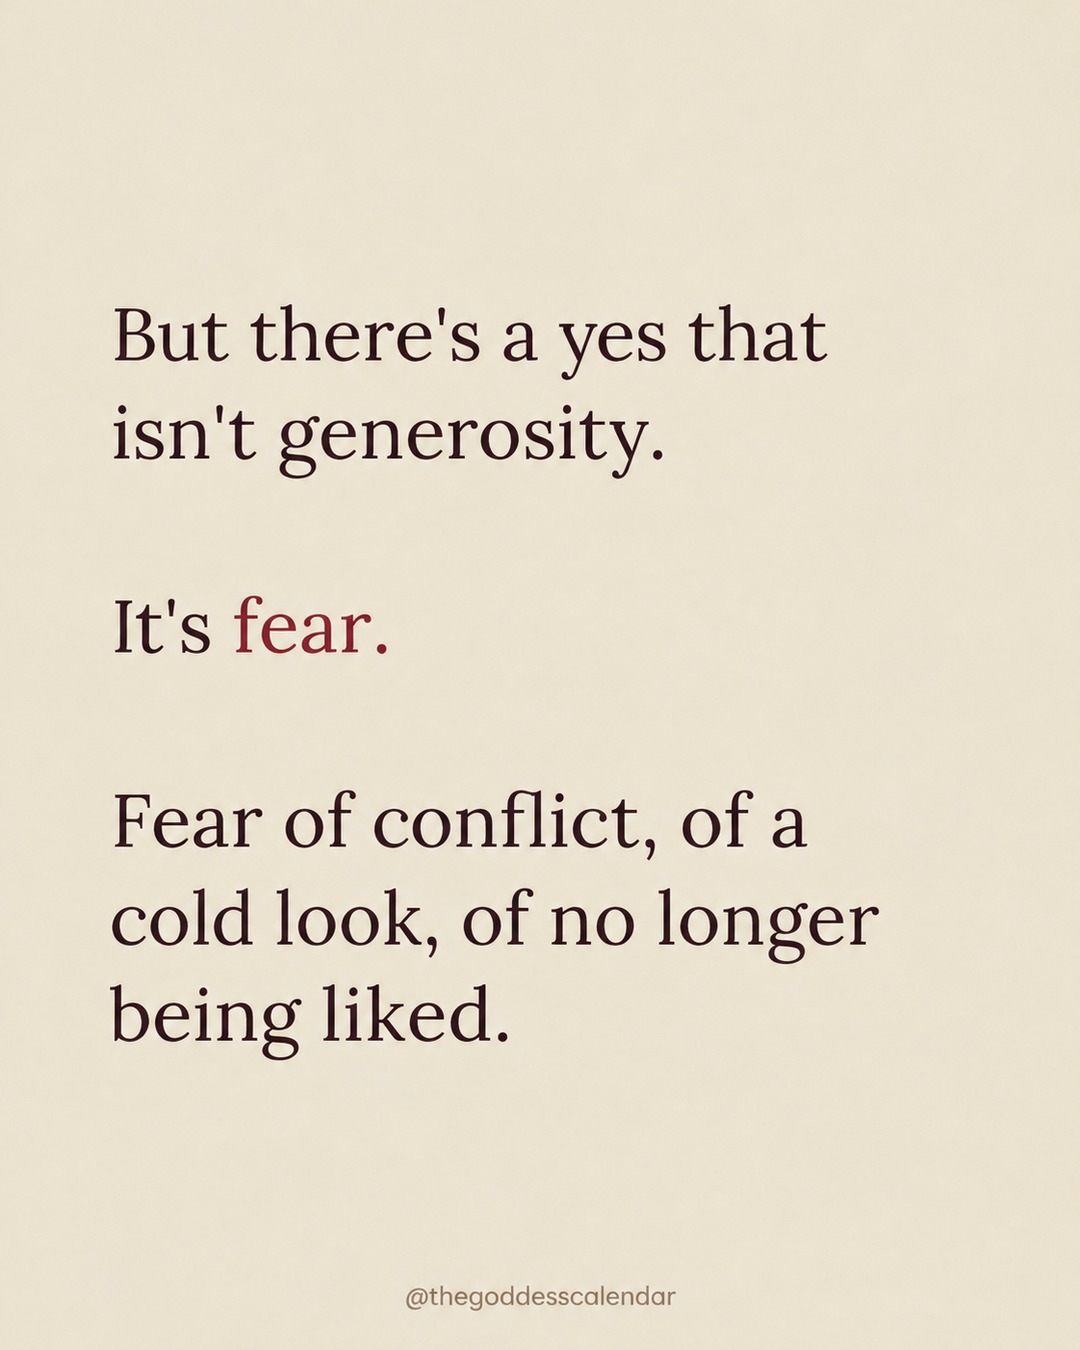 But there's a yes that
isn't generosity.
It's fear.
Fear of conflict, of a
cold look, of no longer
being liked.
@thegoddesscalendar